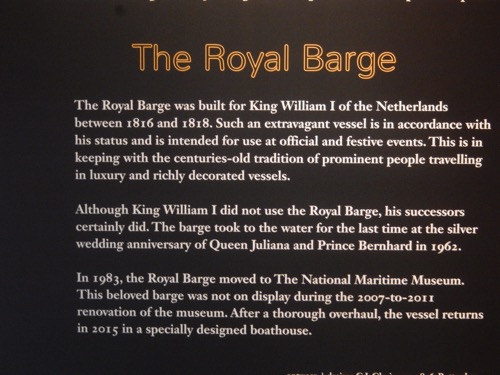 The Royal Barge
The Royal Barge was built for King William I of the Netherlands
between 1816 and 1818. Such an extravagant vessel is in accordance with
his status and is intended for use at official and festive events. This is in
keeping with the centuries-old tradition of prominent people travelling
in luxury and richly decorated vessels.
Although King William I did not use the Royal Barge, his successors
certainly did. The barge took to the water for the last time at the silver
wedding anniversary of Queen Juliana and Prince Bernhard in 1962.
In 1983, the Royal Barge moved to The National Maritime Museum.
This beloved barge was not on display during the 2007-to-2011
renovation of the museum. After a thorough overhaul, the vessel returns
in 2015 in a specially designed boathouse.